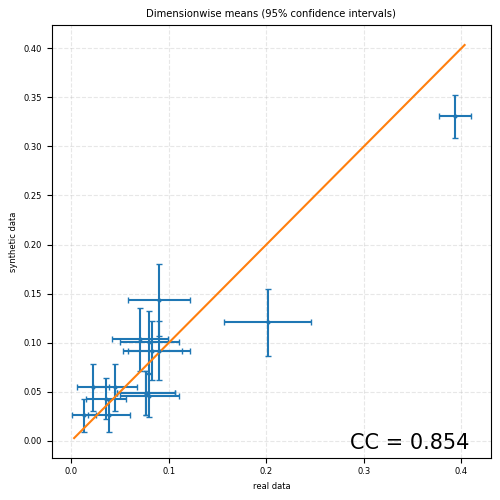 Dimensionwise means (95% confidence intervals)
0.40
0.35
0.30
0.25
0.20
0.15
0.10
0.05
0.00
synthetic data
CC = 0.854
0.0 0.1 0.2 0.3 0.4
real data